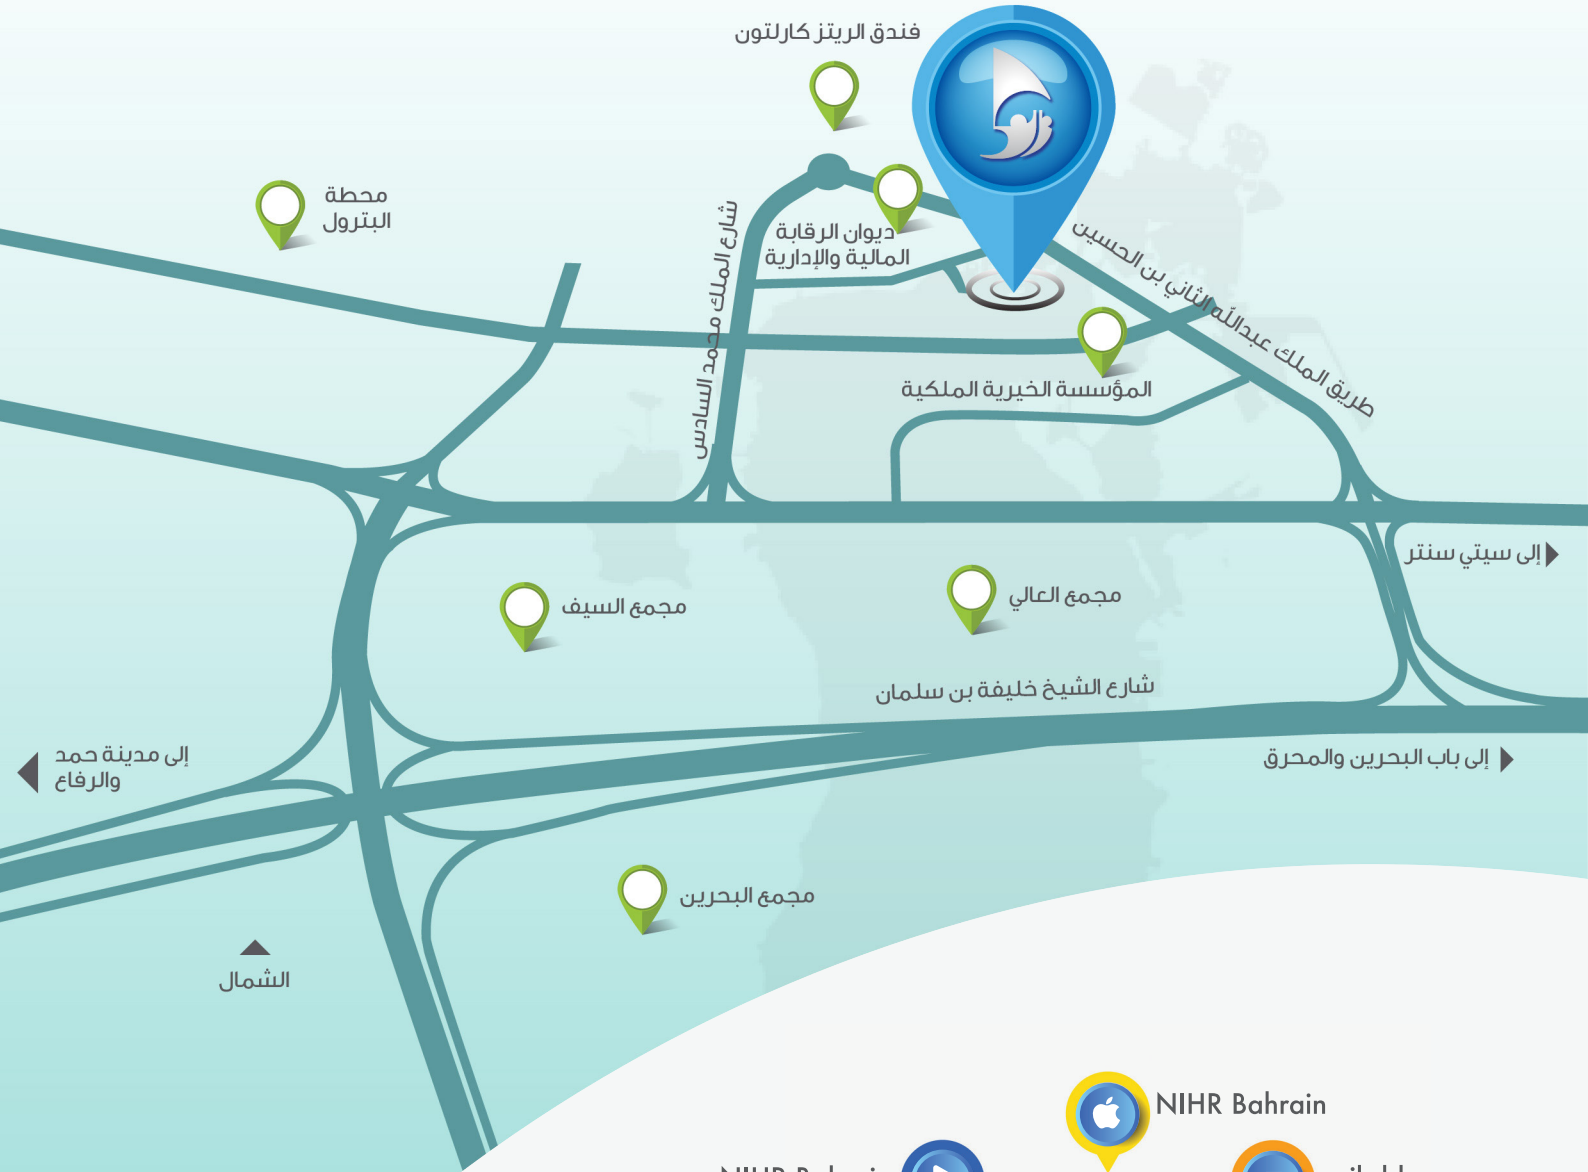 فندق الريتز كارلتون
محطة
البترول
ديوان الرقابة
المالية والإدارية
شارع الملك محمد السادس
طريق الملك عبدالله الثاني بن الحسين
المؤسسة الخيرية الملكية
إلى سيتي سنتر
مجمع العالي
مجمع السيف
شارع الشيخ خليفة بن سلمان
إلى باب البحرين والمحرق
إلى مدينة حمد
والرفاع
مجمع البحرين
الشمال
NIHR Bahrain
NIHR Bahrain